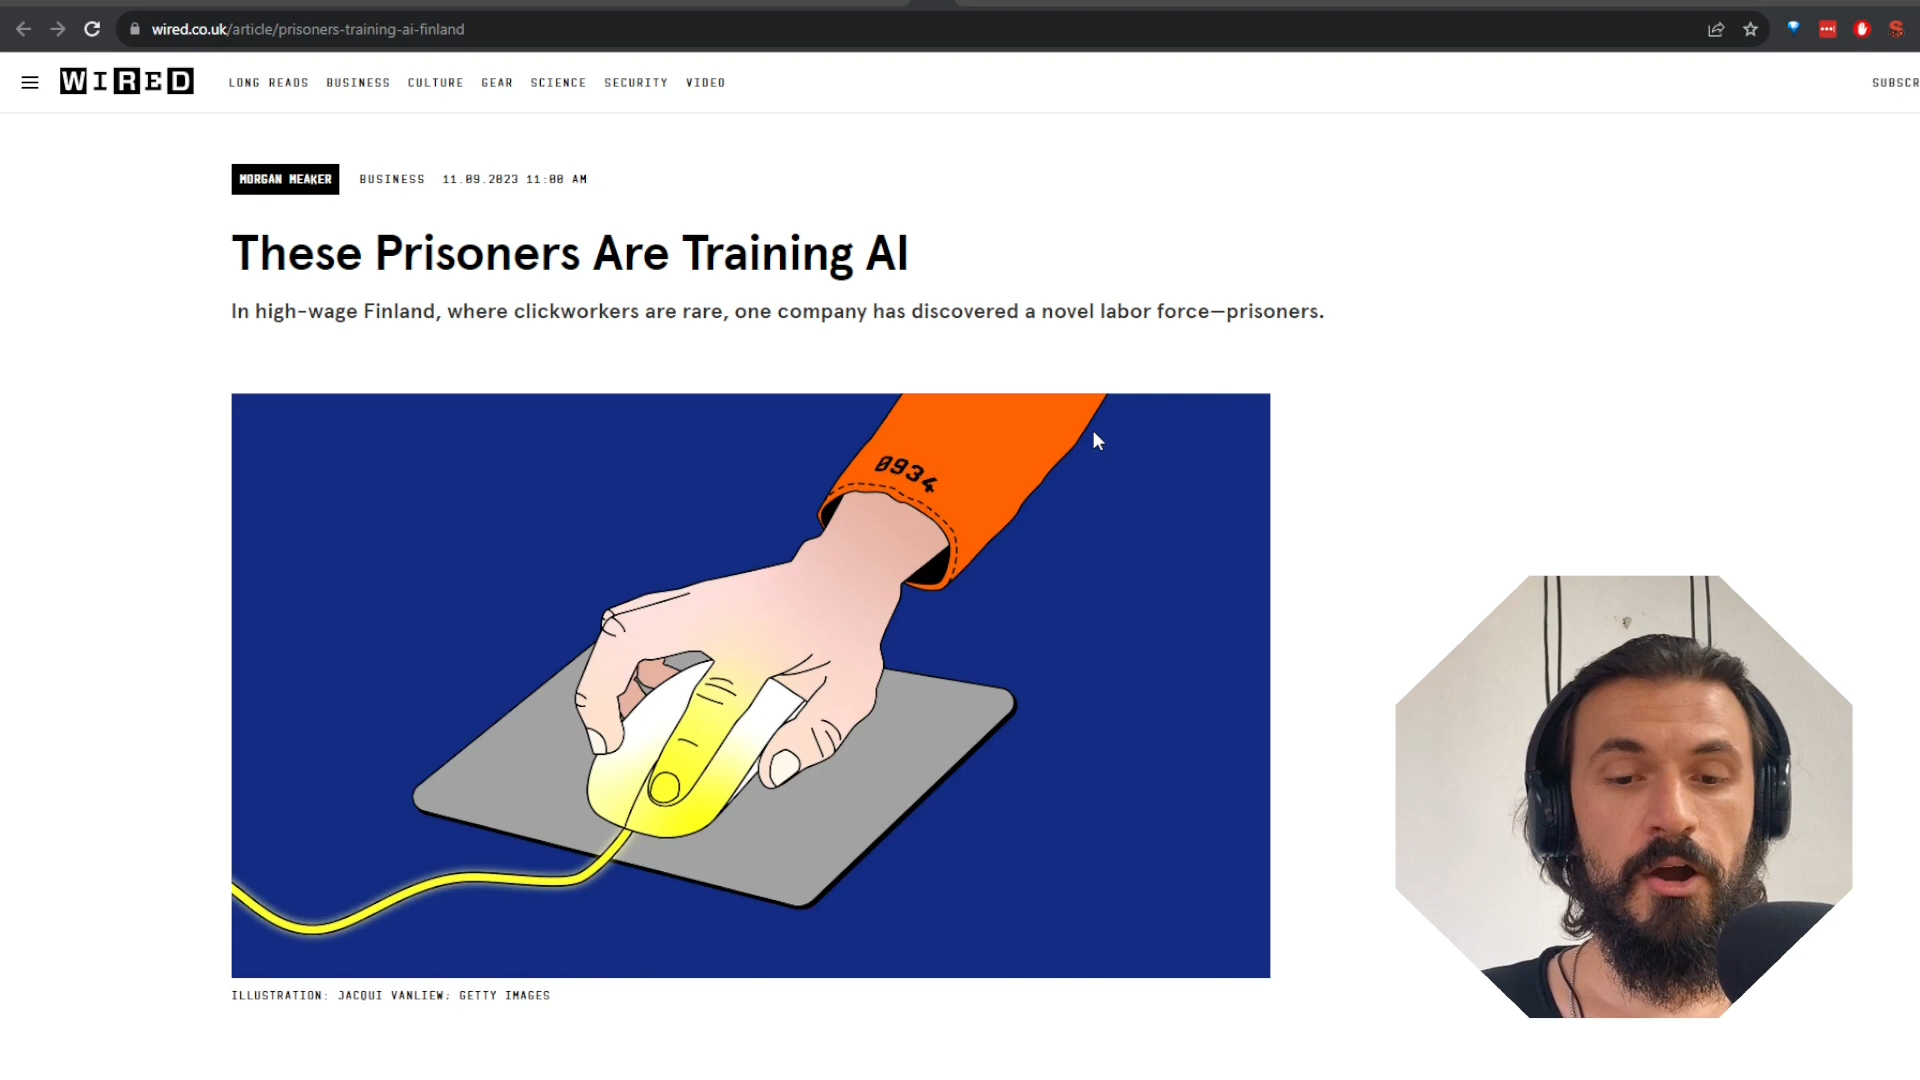 wired.co.uk/article/prisoners-training-ai-finland
WIRED
LONG READS BUSINESS CULTURE GEAR SCIENCE SECURITY VIDEO
SUBSCR
MORGAN MEAKER BUSINESS 11.09.2023 11:00 AM
These Prisoners Are Training AI
In high-wage Finland, where clickworkers are rare, one company has discovered a novel labor force—prisoners.
0934
ILLUSTRATION: JACQUI VANLIEW; GETTY IMAGES